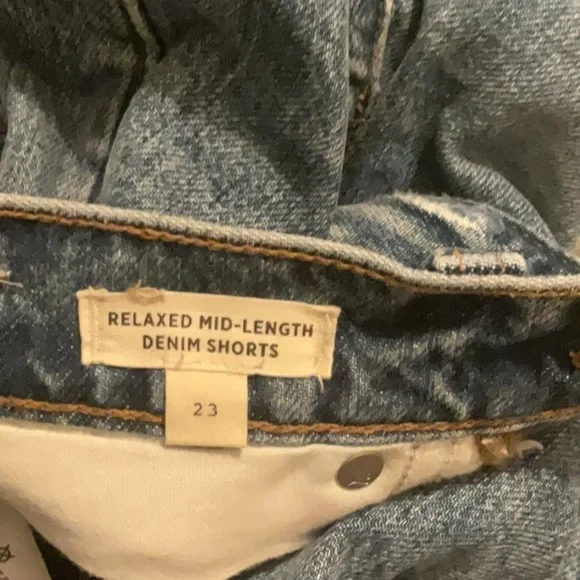 RELAXED MID-LENGTH
DENIM SHORTS
23